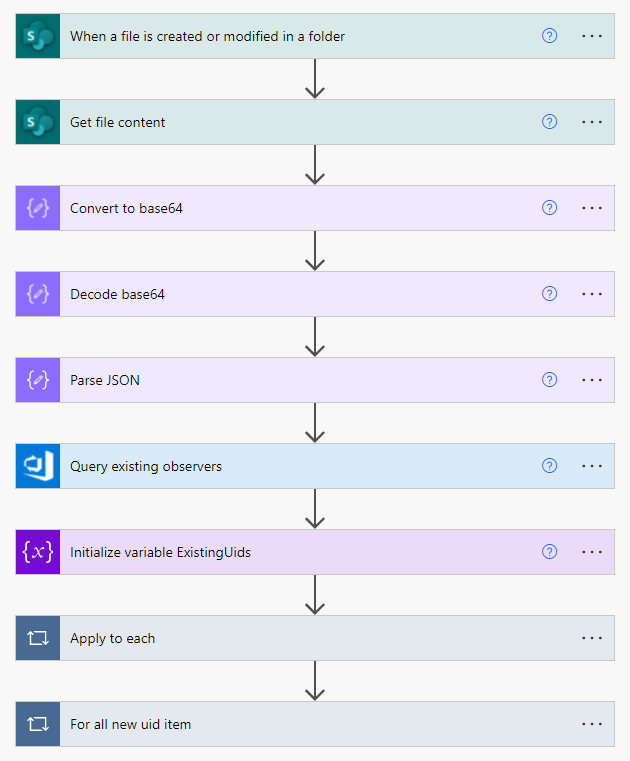 When a file is created or modified in a folder
Get file content
Convert to base64
Decode base64
Parse JSON
Query existing observers
Initialize variable ExistingUids
Apply to each
For all new uid item